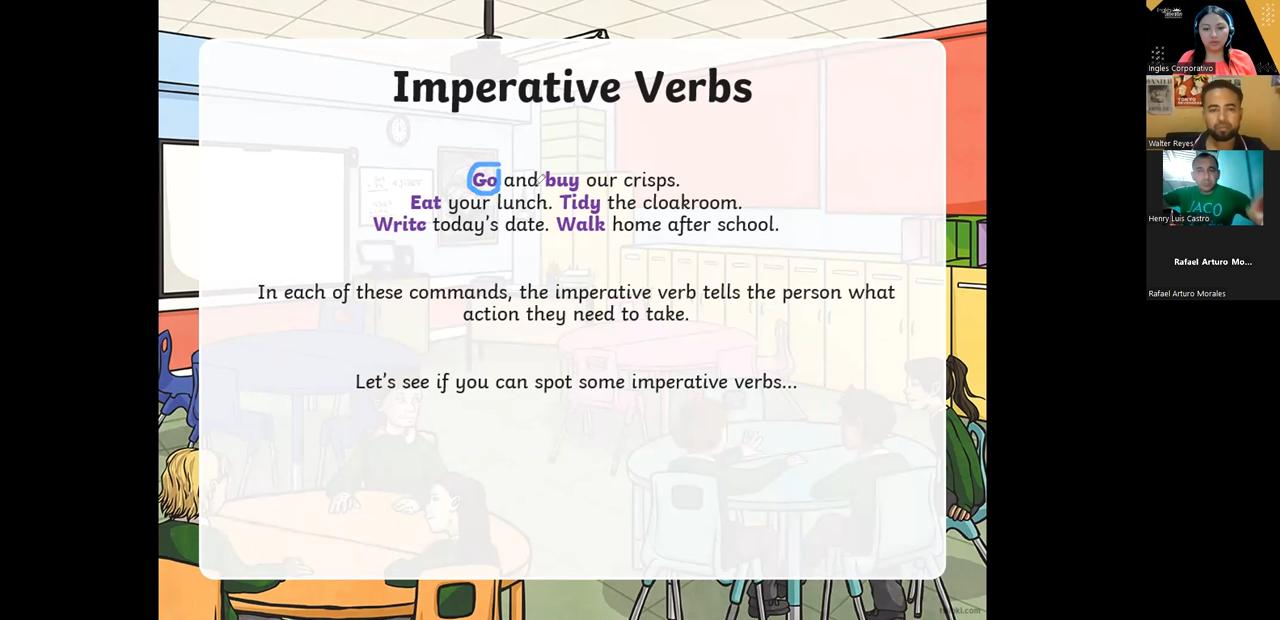 Imperative Verbs
Go and buy our crisps.
Eat your lunch. Tidy the cloakroom.
Write today's date. Walk home after school.
In each of these commands, the imperative verb tells the person what
action they need to take.
Let's see if you can spot some imperative verbs...
Ingles Corporativo
TOKYO
Walter Reyes
JACO
Henry Luis Castro
Rafael Arturo Mo...
Rafael Arturo Morales